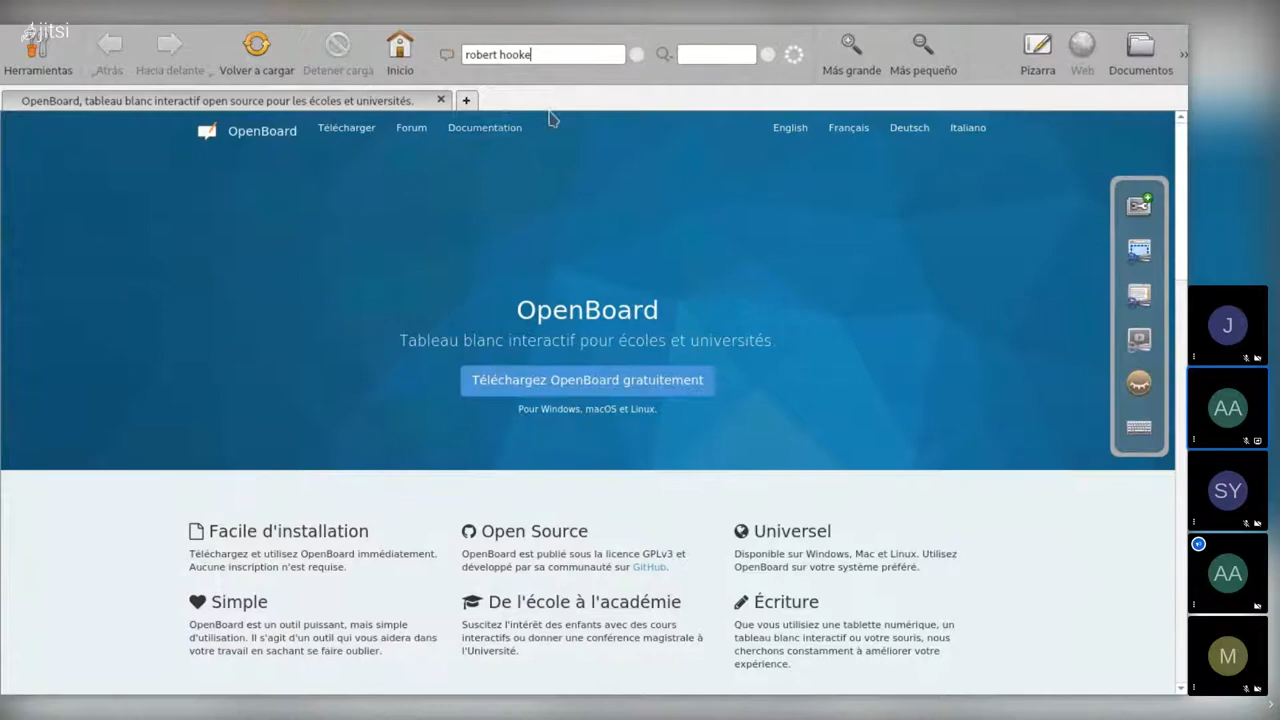 jitsi
Herramientas
Atrás
Hacia delante
Volver a cargar
Detener carga
Inicio
robert hooke
Más grande
Más pequeño
Pizarra
Web
Documentos
OpenBoard, tableau blanc interactif open source pour les écoles et universités.
OpenBoard
Télécharger
Forum
Documentation
English
Français
Deutsch
Italiano
OpenBoard
Tableau blanc interactif pour écoles et universités.
Téléchargez OpenBoard gratuitement
Pour Windows, macOS et Linux.
Facile d'installation
Téléchargez et utilisez OpenBoard immédiatement.
Aucune inscription n'est requise.
Open Source
OpenBoard est publié sous la licence GPLv3 et
développé par sa communauté sur GitHub.
Universel
Disponible sur Windows, Mac et Linux. Utilisez
OpenBoard sur votre système préféré.
Simple
OpenBoard est un outil puissant, mais simple
d'utilisation. Il s'agit d'un outil qui vous aidera dans
votre travail en sachant se faire oublier.
De l'école à l'académie
Suscitez l'intérêt des enfants avec des cours
interactifs ou donner une conférence magistrale à
l'Université.
Écriture
Que vous utilisiez une tablette numérique, un
tableau blanc interactif ou votre souris, nous
cherchons constamment à améliorer votre
expérience.
J
AA
SY
AA
M